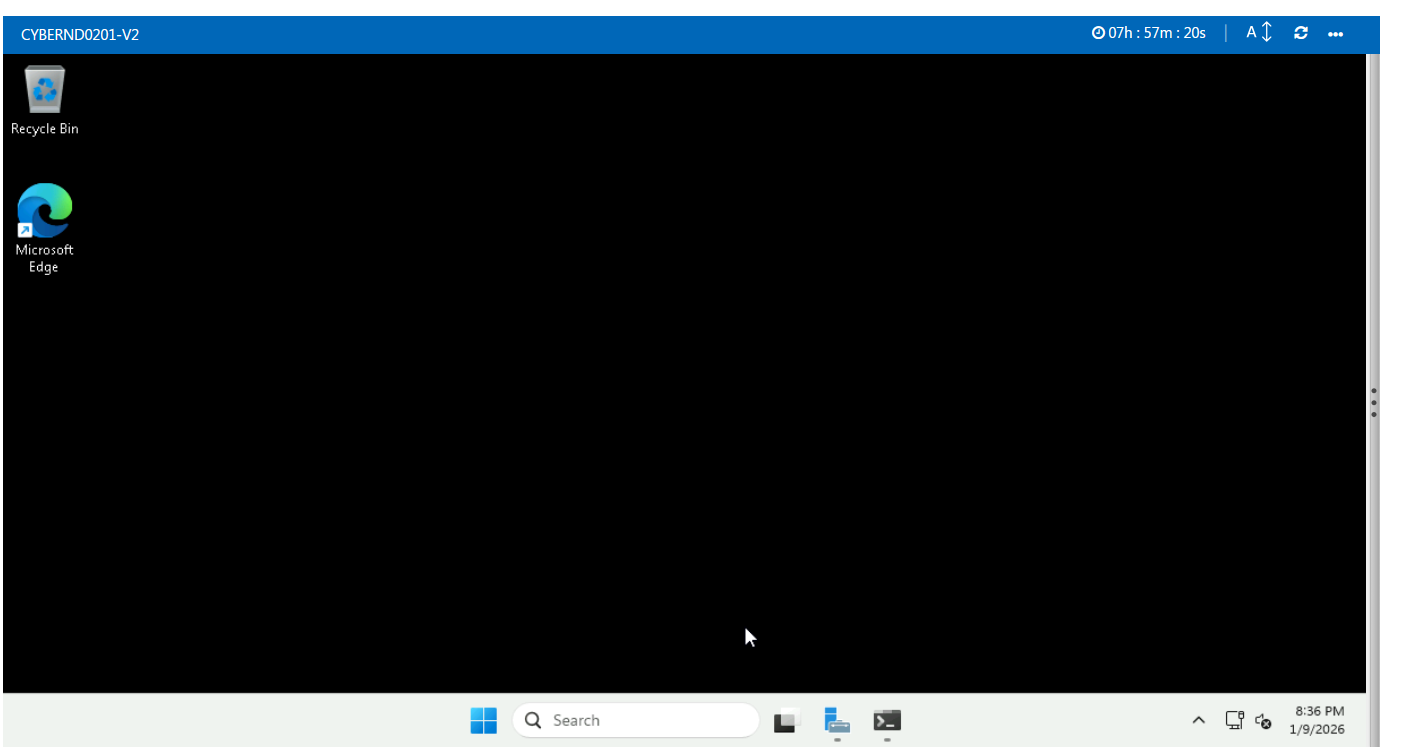 CYBERND0201-V2
07h : 57m : 20s
A
Recycle Bin
Microsoft
Edge
Search
8:36 PM
1/9/2026